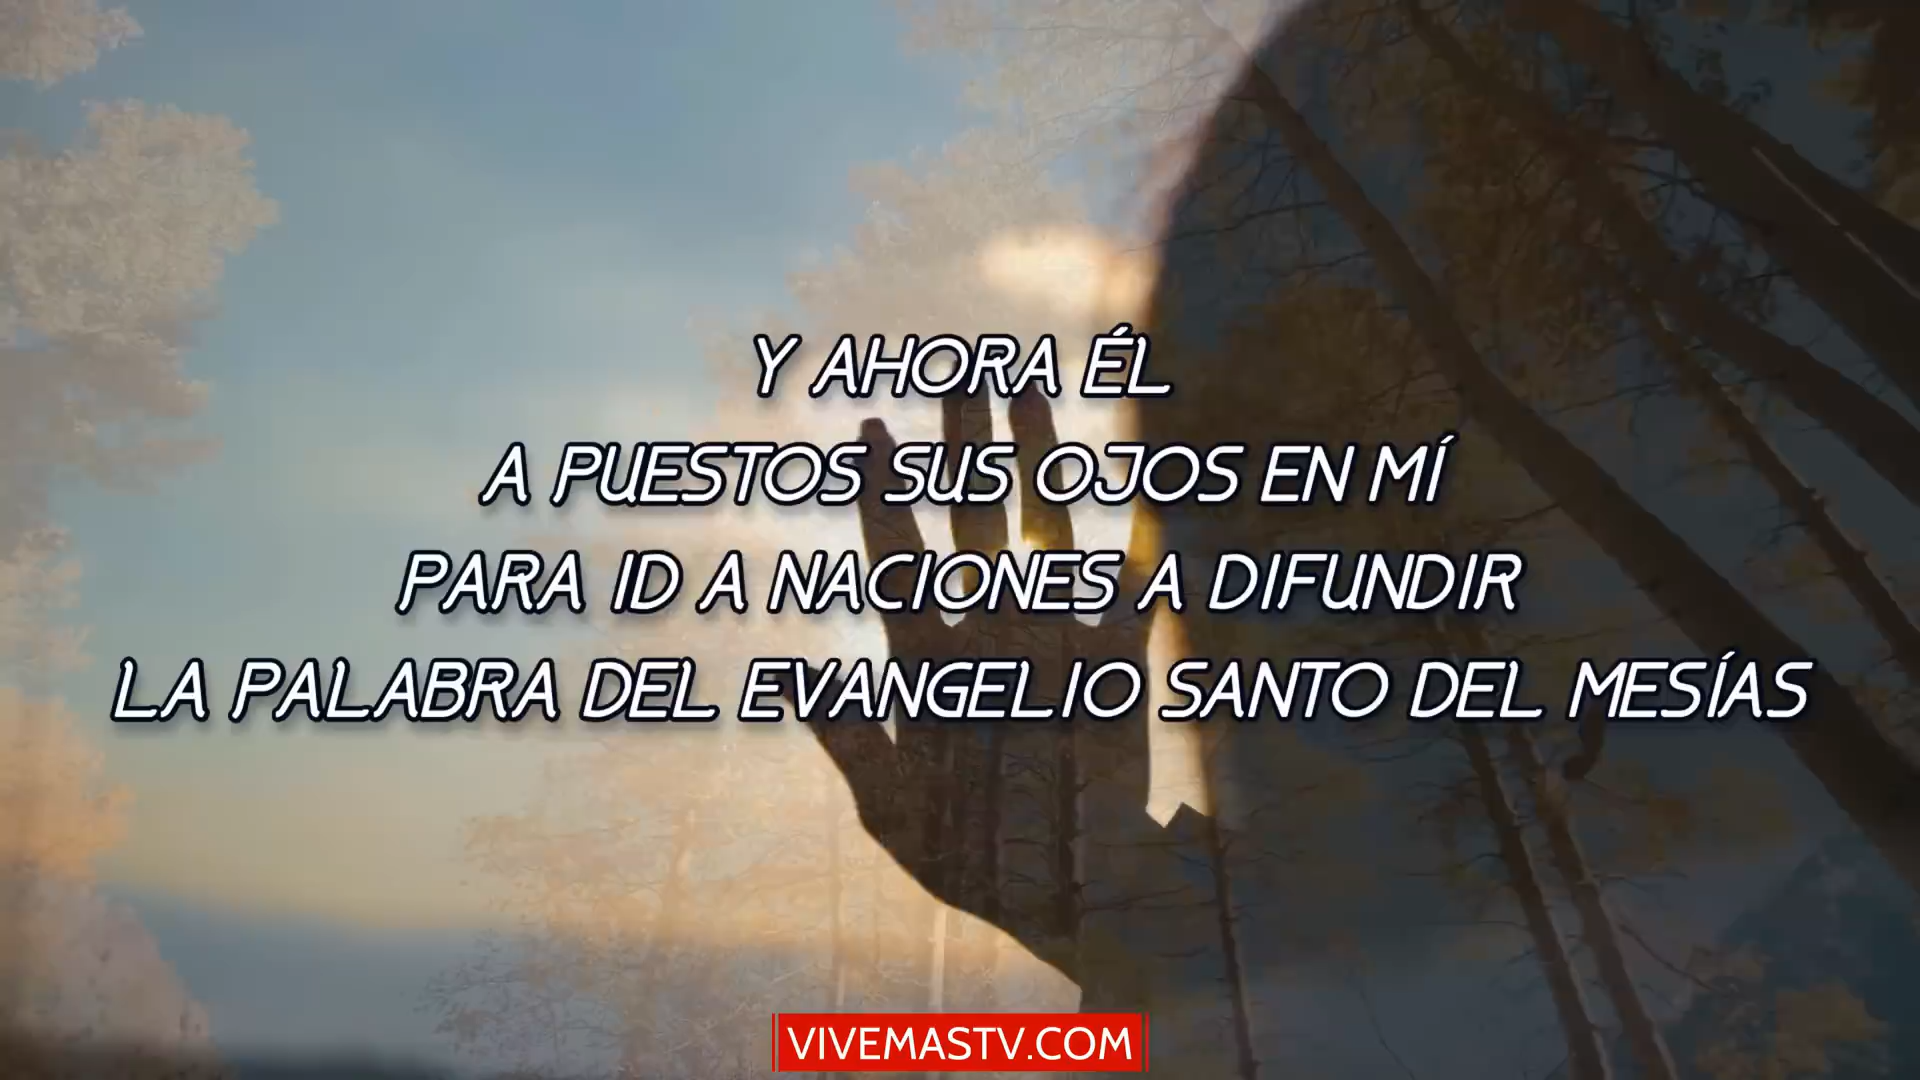 Y AHORA ÉL
A PUESTOS SUS OJOS EN MÍ
PARA ID A NACIONES A DIFUNDIR
LA PALABRA DEL EVANGELIO SANTO DEL MESÍAS
VIVEMASTV.COM